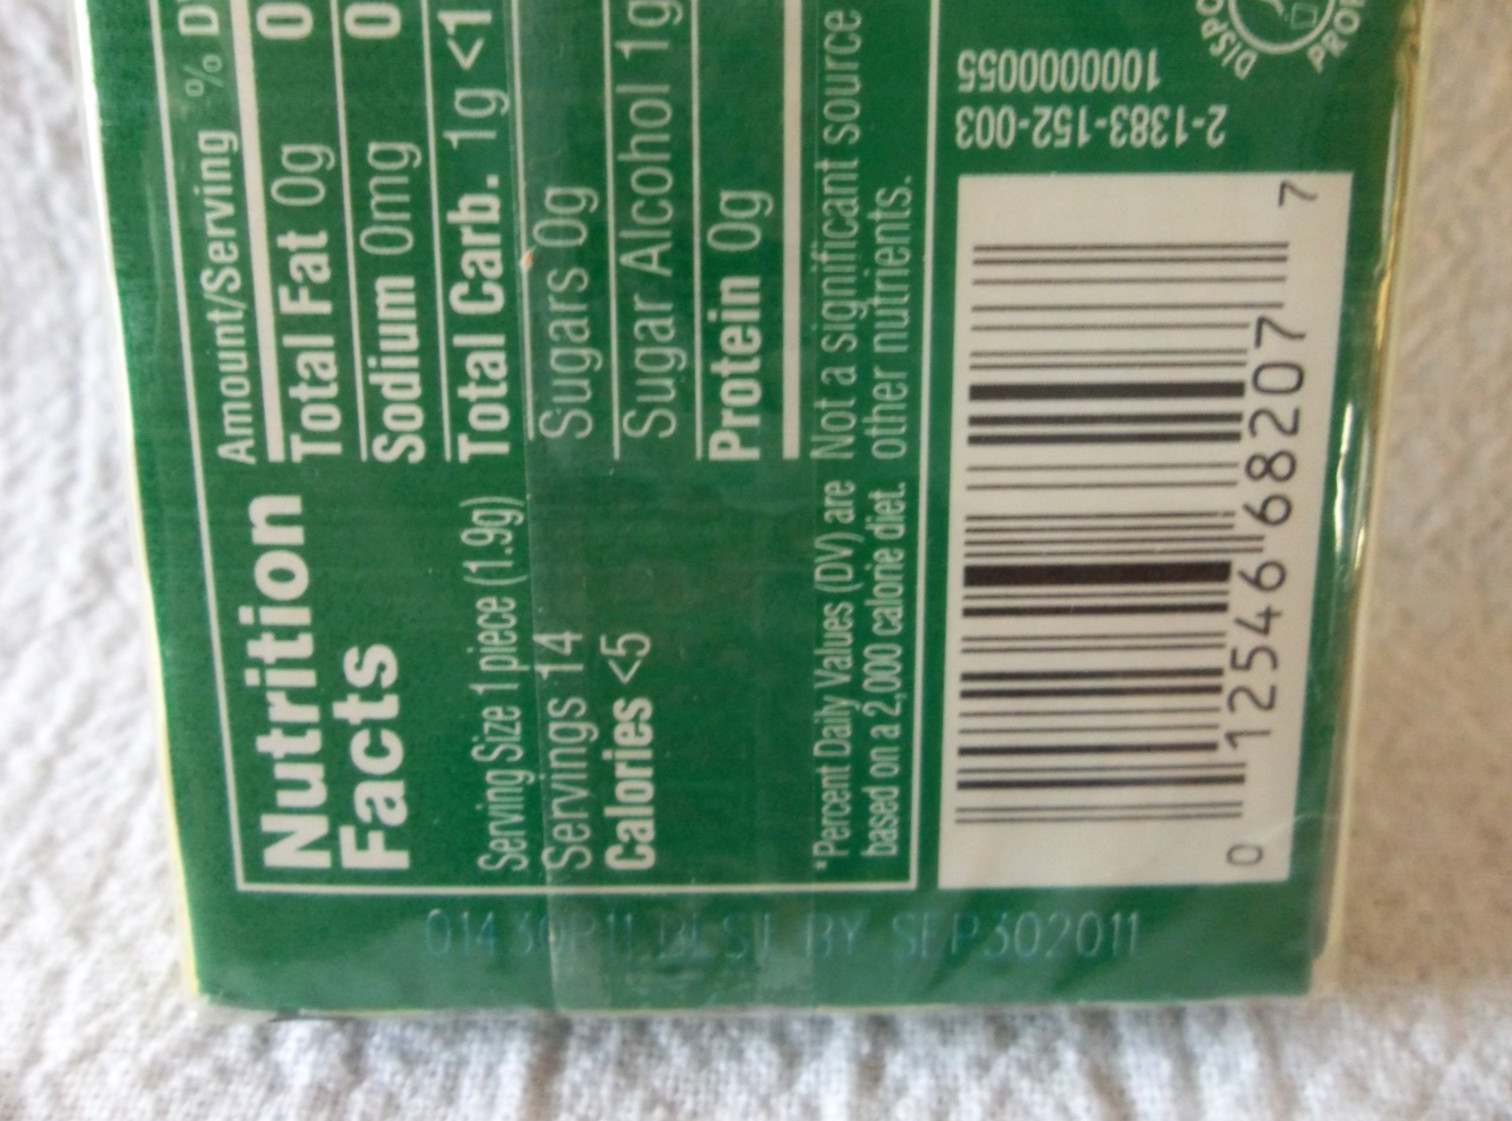 Nutrition
Facts
Serving Size 1 piece (1.9g)
Servings 14
Calories <5
*Percent Daily Values (DV) are
based on a 2,000 calorie diet.
Amount/Serving % D
Total Fat 0g 0
Sodium 0mg 0
Total Carb. 1g <1
Sugars 0g
Sugar Alcohol 1g
Protein 0g
Not a significant source
other nutrients.
2-1383-152-003
100000055
0 12546 68207 7
01430P11 BEST BY SEP302011